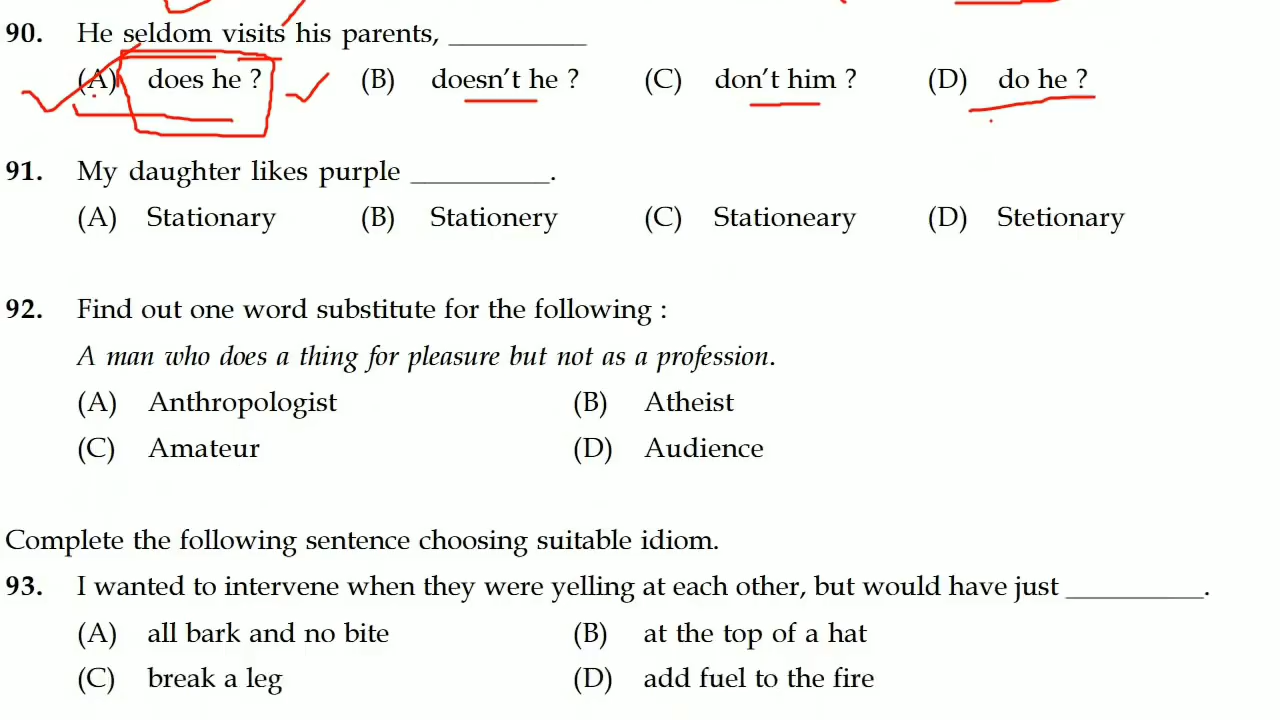 90. He seldom visits his parents, __________
(A) does he ? (B) doesn't he ? (C) don't him ? (D) do he ?
91. My daughter likes purple __________.
(A) Stationary (B) Stationery (C) Stationeary (D) Stetionary
92. Find out one word substitute for the following :
A man who does a thing for pleasure but not as a profession.
(A) Anthropologist (B) Atheist
(C) Amateur (D) Audience
Complete the following sentence choosing suitable idiom.
93. I wanted to intervene when they were yelling at each other, but would have just __________.
(A) all bark and no bite (B) at the top of a hat
(C) break a leg (D) add fuel to the fire